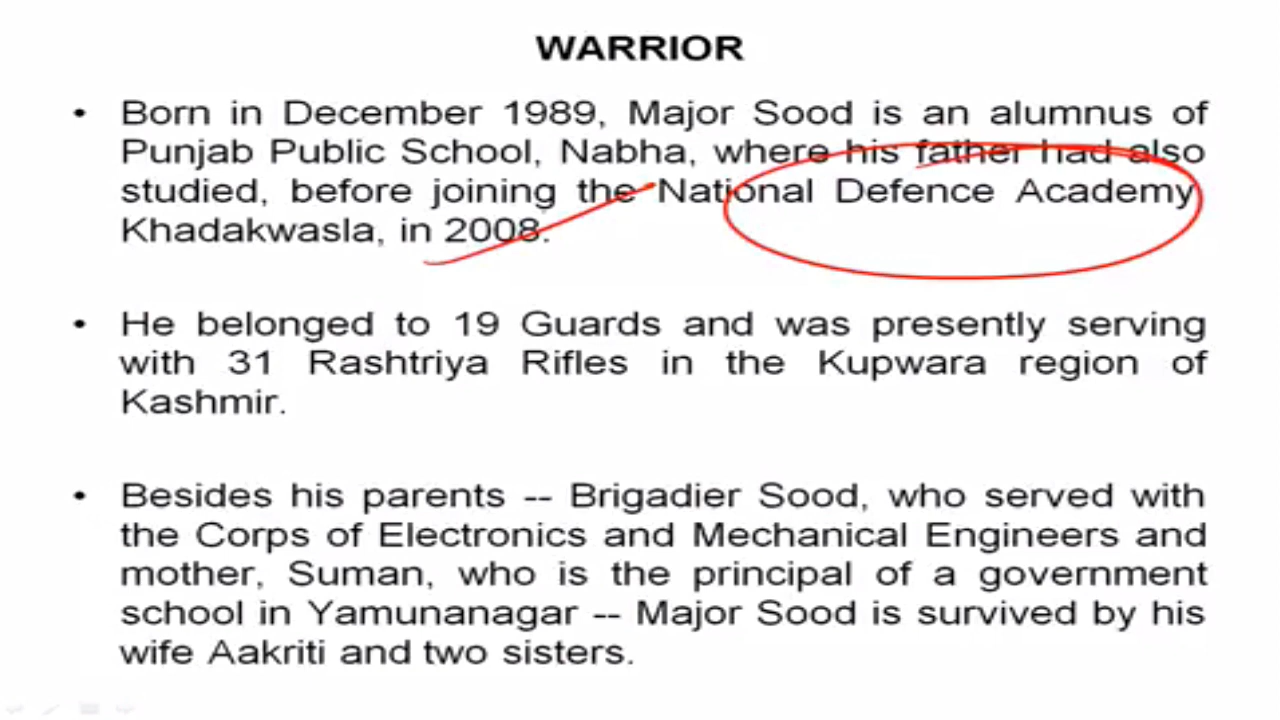 WARRIOR
• Born in December 1989, Major Sood is an alumnus of
Punjab Public School, Nabha, where his father had also
studied, before joining the National Defence Academy
Khadakwasla, in 2008.
• He belonged to 19 Guards and was presently serving
with 31 Rashtriya Rifles in the Kupwara region of
Kashmir.
• Besides his parents -- Brigadier Sood, who served with
the Corps of Electronics and Mechanical Engineers and
mother, Suman, who is the principal of a government
school in Yamunanagar -- Major Sood is survived by his
wife Aakriti and two sisters.